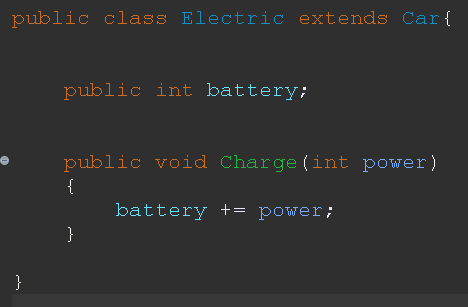 public class Electric extends Car{
public int battery;
public void Charge(int power)
{
battery += power;
}
}